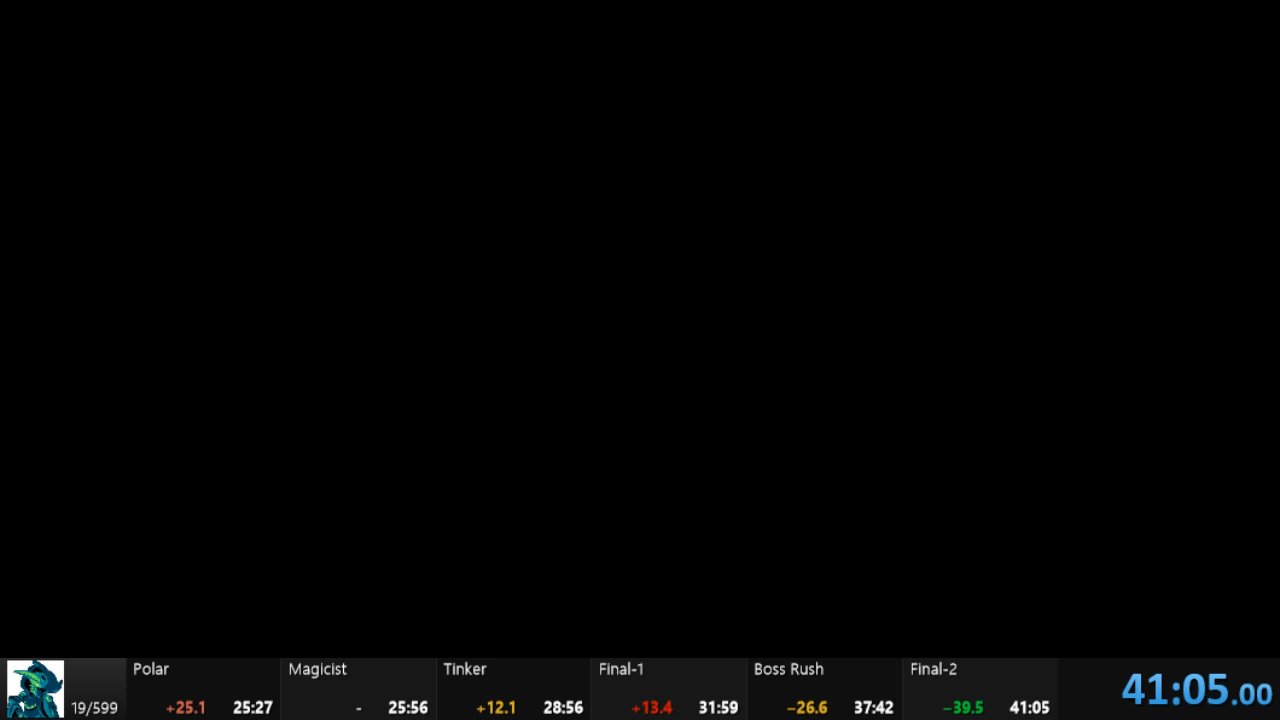 Polar Magicist Tinker Final-1 Boss Rush Final-2
19/599 +25.1 25:27 - 25:56 +12.1 28:56 +13.4 31:59 −26.6 37:42 −39.5 41:05 41:05.00